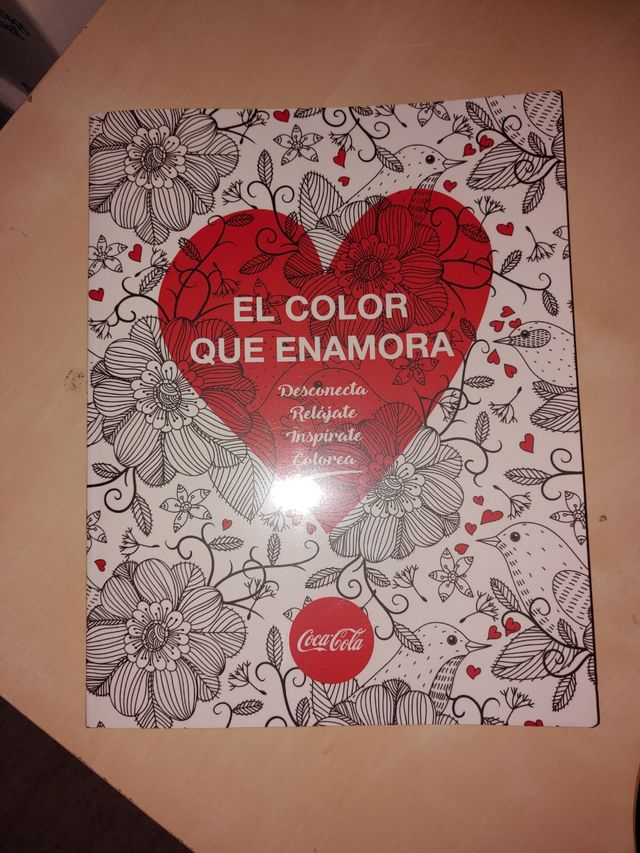 EL COLOR
QUE ENAMORA
Desconecta
Relájate
Inspírate
Colorea
Coca-Cola